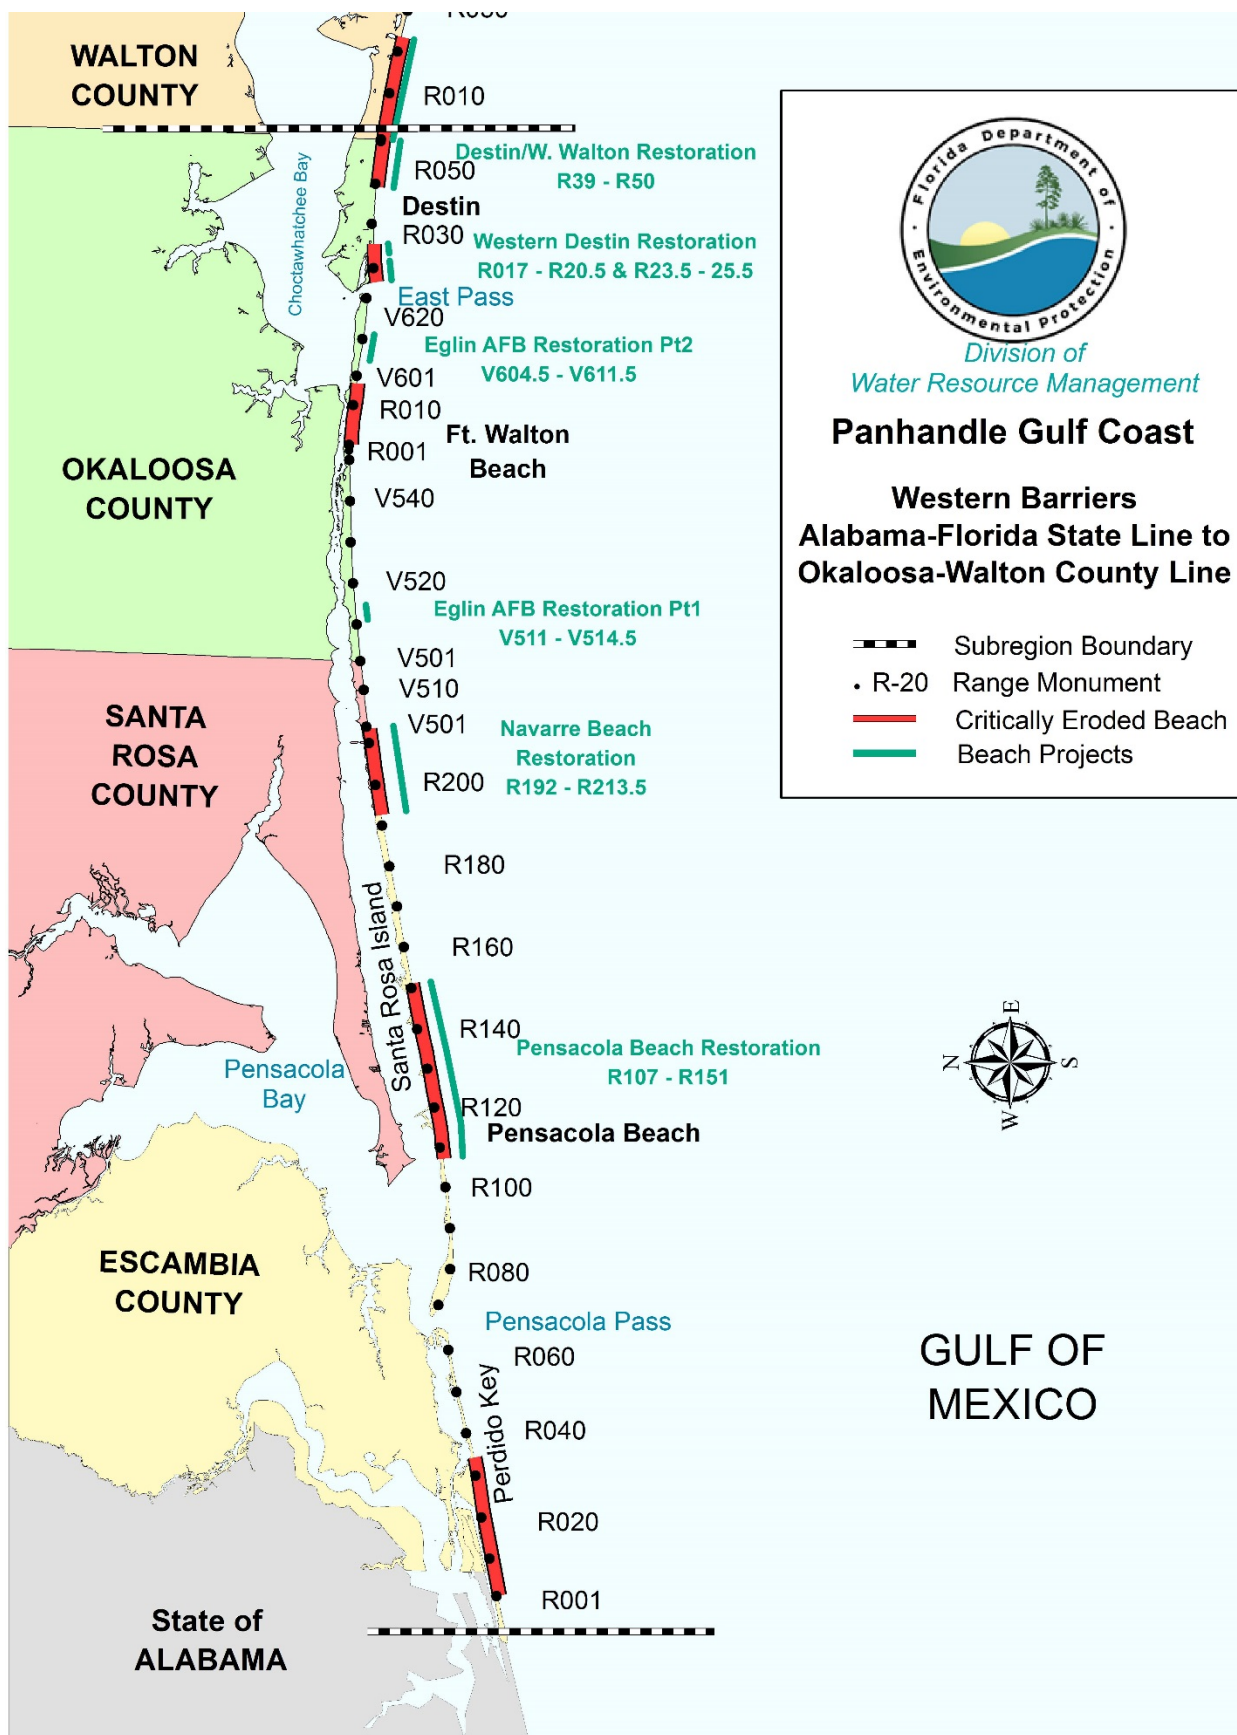 WALTON
COUNTY
R010
Destin/W. Walton Restoration
R39 - R50
R050
Destin
R030
Western Destin Restoration
R017 - R20.5 & R23.5 - 25.5
East Pass
Choctawhatchee Bay
V620
Eglin AFB Restoration Pt2
V604.5 - V611.5
V601
R010
Ft. Walton
Beach
R001
OKALOOSA
COUNTY
V540
V520
Eglin AFB Restoration Pt1
V511 - V514.5
V501
V510
SANTA
ROSA
COUNTY
V501
Navarre Beach
Restoration
R192 - R213.5
R200
R180
Santa Rosa Island
R160
R140
Pensacola Beach Restoration
R107 - R151
Pensacola
Bay
R120
Pensacola Beach
R100
ESCAMBIA
COUNTY
R080
Pensacola Pass
R060
Perdido Key
R040
R020
R001
State of
ALABAMA
Florida Department of
Environmental Protection
Division of
Water Resource Management
Panhandle Gulf Coast
Western Barriers
Alabama-Florida State Line to
Okaloosa-Walton County Line
Subregion Boundary
R-20 Range Monument
Critically Eroded Beach
Beach Projects
E
N
S
W
GULF OF
MEXICO